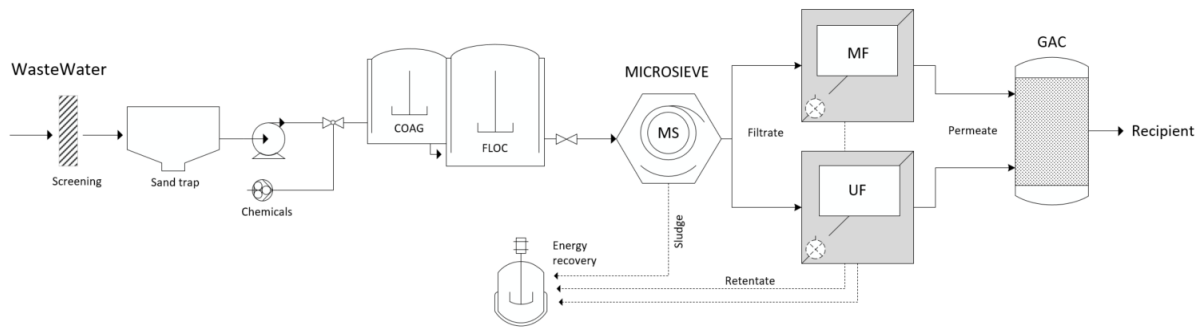 WasteWater
Screening
Sand trap
Chemicals
COAG
FLOC
MICROSIEVE
MS
Sludge
Energy
recovery
Filtrate
MF
UF
Retentate
Permeate
GAC
Recipient